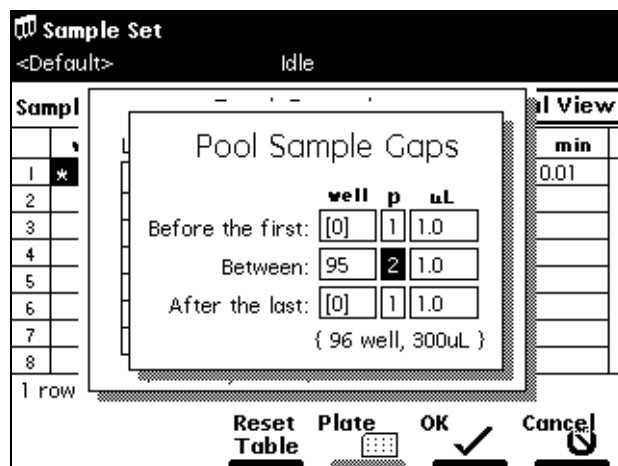 Sample Set
<Default> Idle
Sampl al View
min
1 * 0.01
2
3
4
5
6
7
8
1 row
Pool Sample Gaps
well p uL
Before the first: [0] 1 1.0
Between: 95 2 1.0
After the last: [0] 1 1.0
{ 96 well, 300uL }
Reset Table Plate OK Cancel